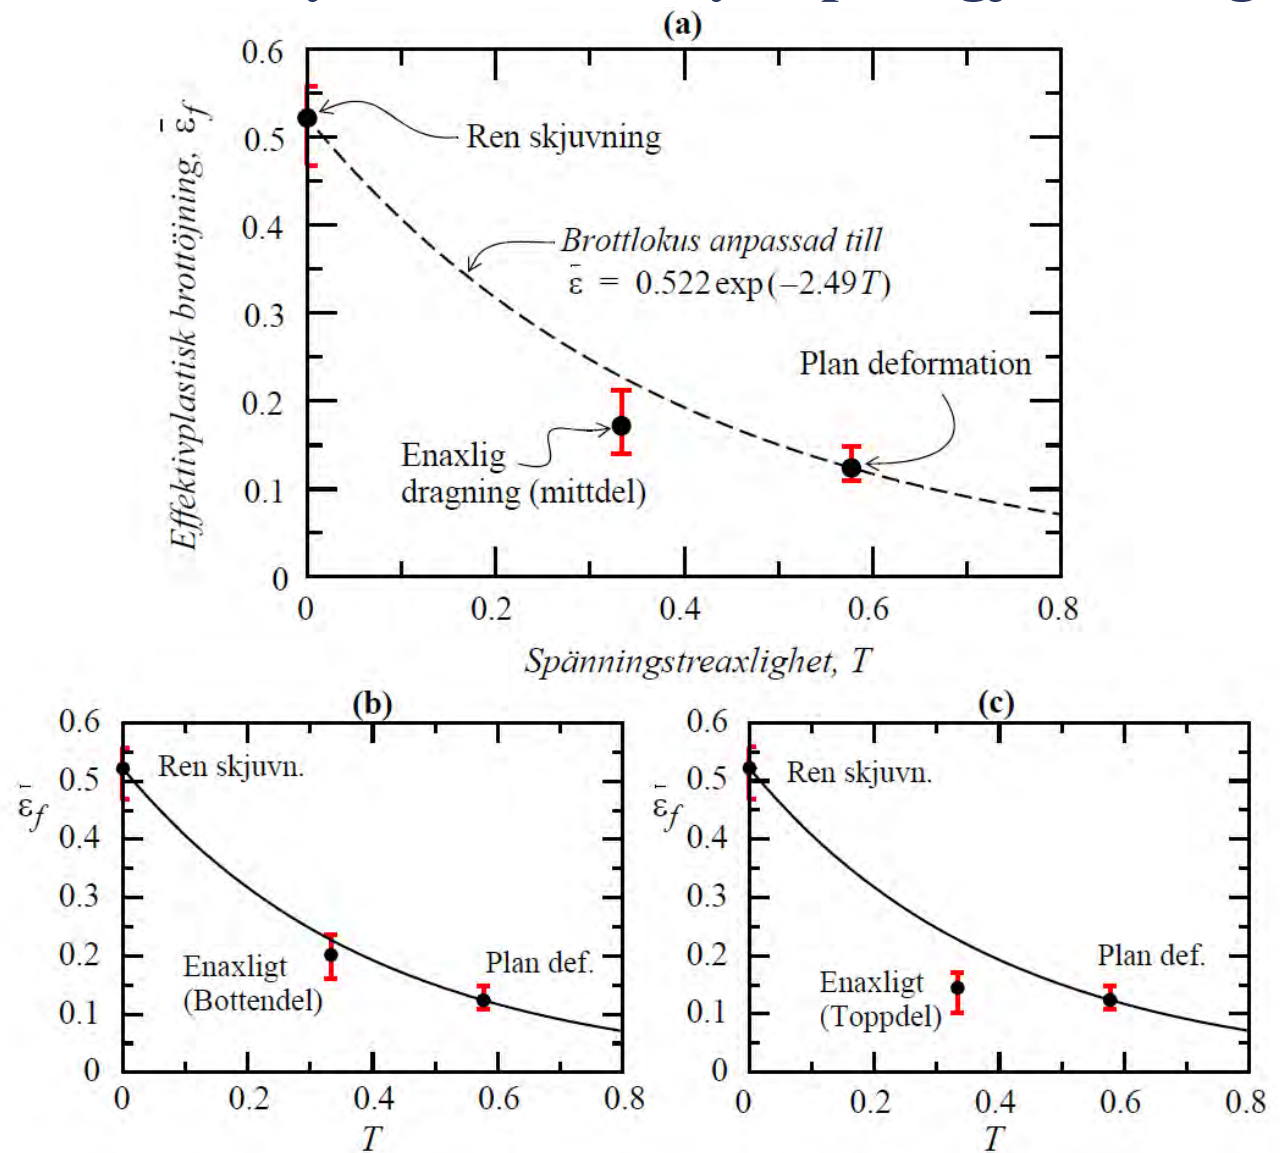 (a)
0.6
0.5
0.4
0.3
0.2
0.1
0
Effektivplastisk brottöjning, ε̄f
Ren skjuvning
Brottlokus anpassad till
ε̄ = 0.522 exp(−2.49T)
Plan deformation
Enaxlig
dragning (mittdel)
0 0.2 0.4 0.6 0.8
Spänningstreaxlighet, T
(b)
0.6
0.5
0.4
0.3
0.2
0.1
0
ε̄f
Ren skjuvn.
Enaxligt
(Bottendel)
Plan def.
0 0.2 0.4 0.6 0.8
T
(c)
0.6
0.5
0.4
0.3
0.2
0.1
0
ε̄f
Ren skjuvn.
Enaxligt
(Toppdel)
Plan def.
0 0.2 0.4 0.6 0.8
T